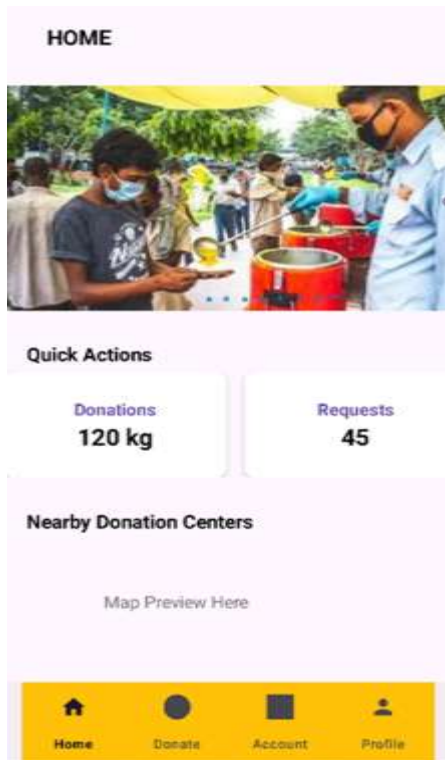 HOME
Quick Actions
Donations
120 kg
Requests
45
Nearby Donation Centers
Map Preview Here
Home
Donate
Account
Profile